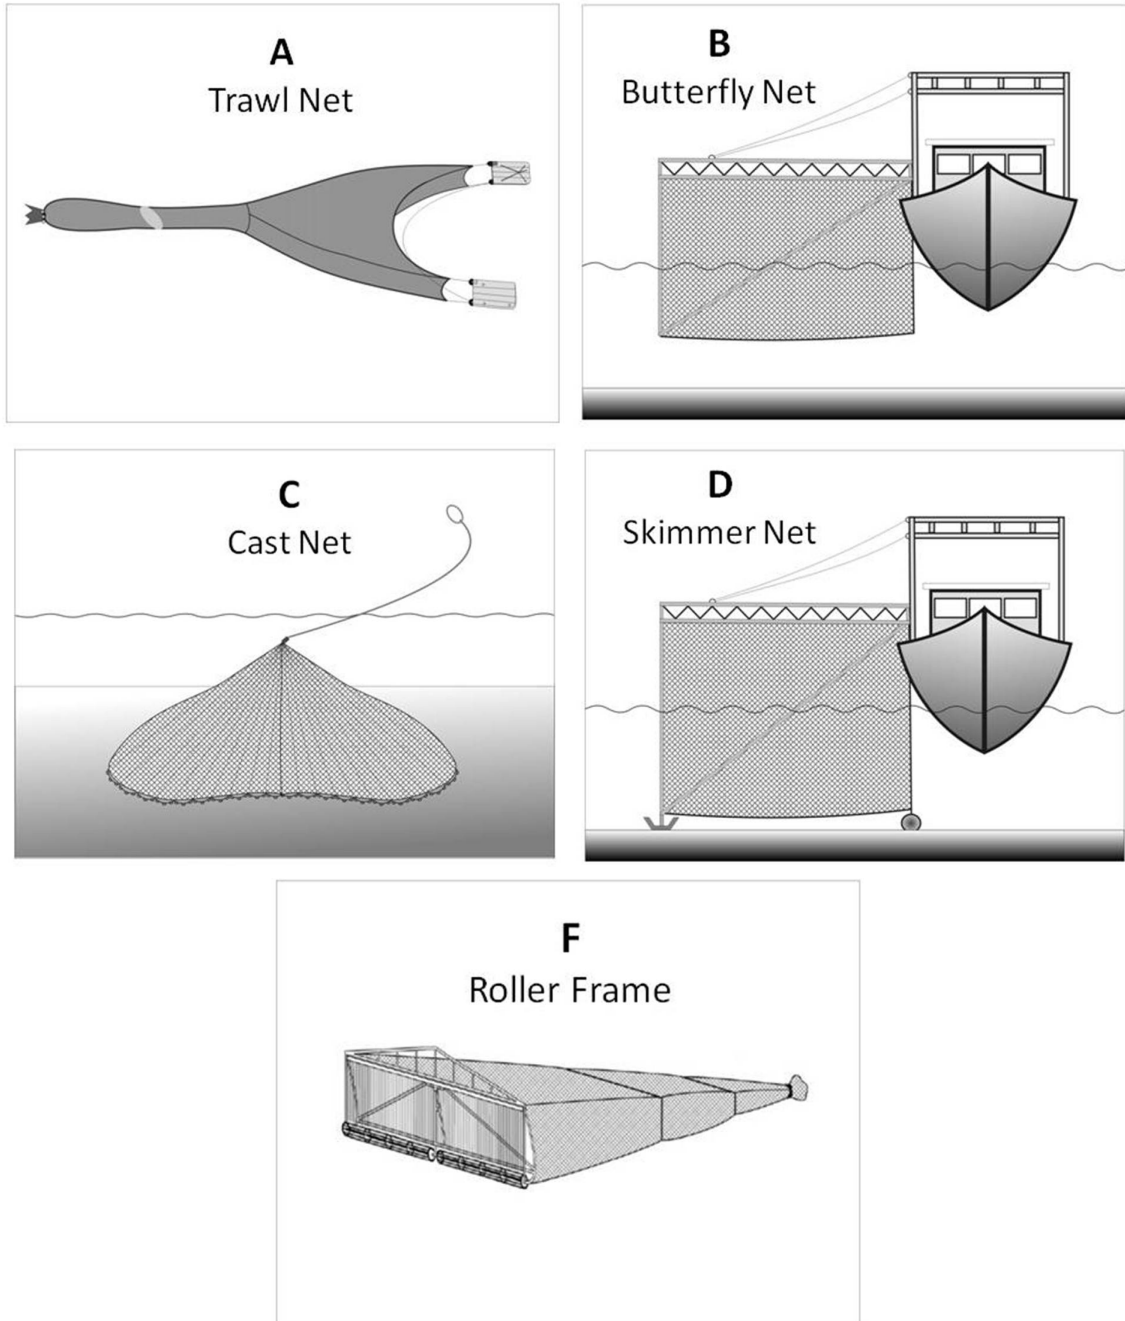 A
Trawl Net
B
Butterfly Net
C
Cast Net
D
Skimmer Net
F
Roller Frame